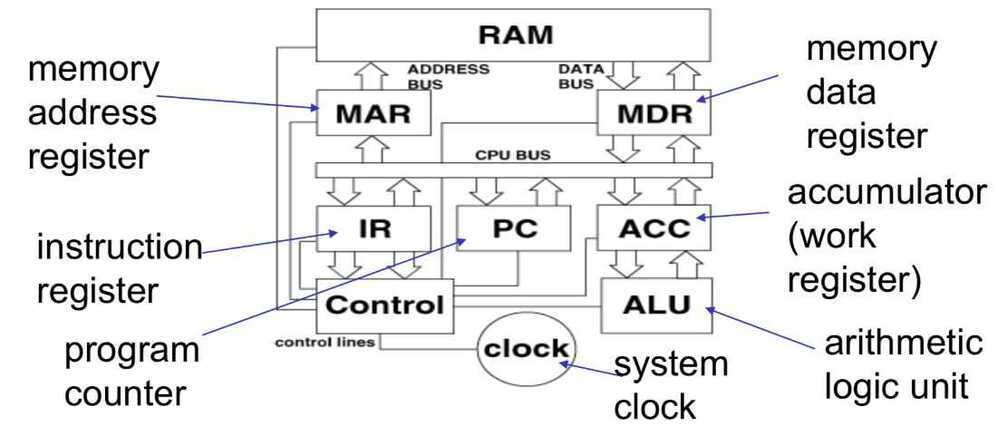 RAM
memory
address
register
ADDRESS
BUS
DATA
BUS
memory
data
register
MAR
MDR
CPU BUS
accumulator
(work
register)
instruction
register
IR
PC
ACC
Control
ALU
control lines
clock
program
counter
system
clock
arithmetic
logic unit